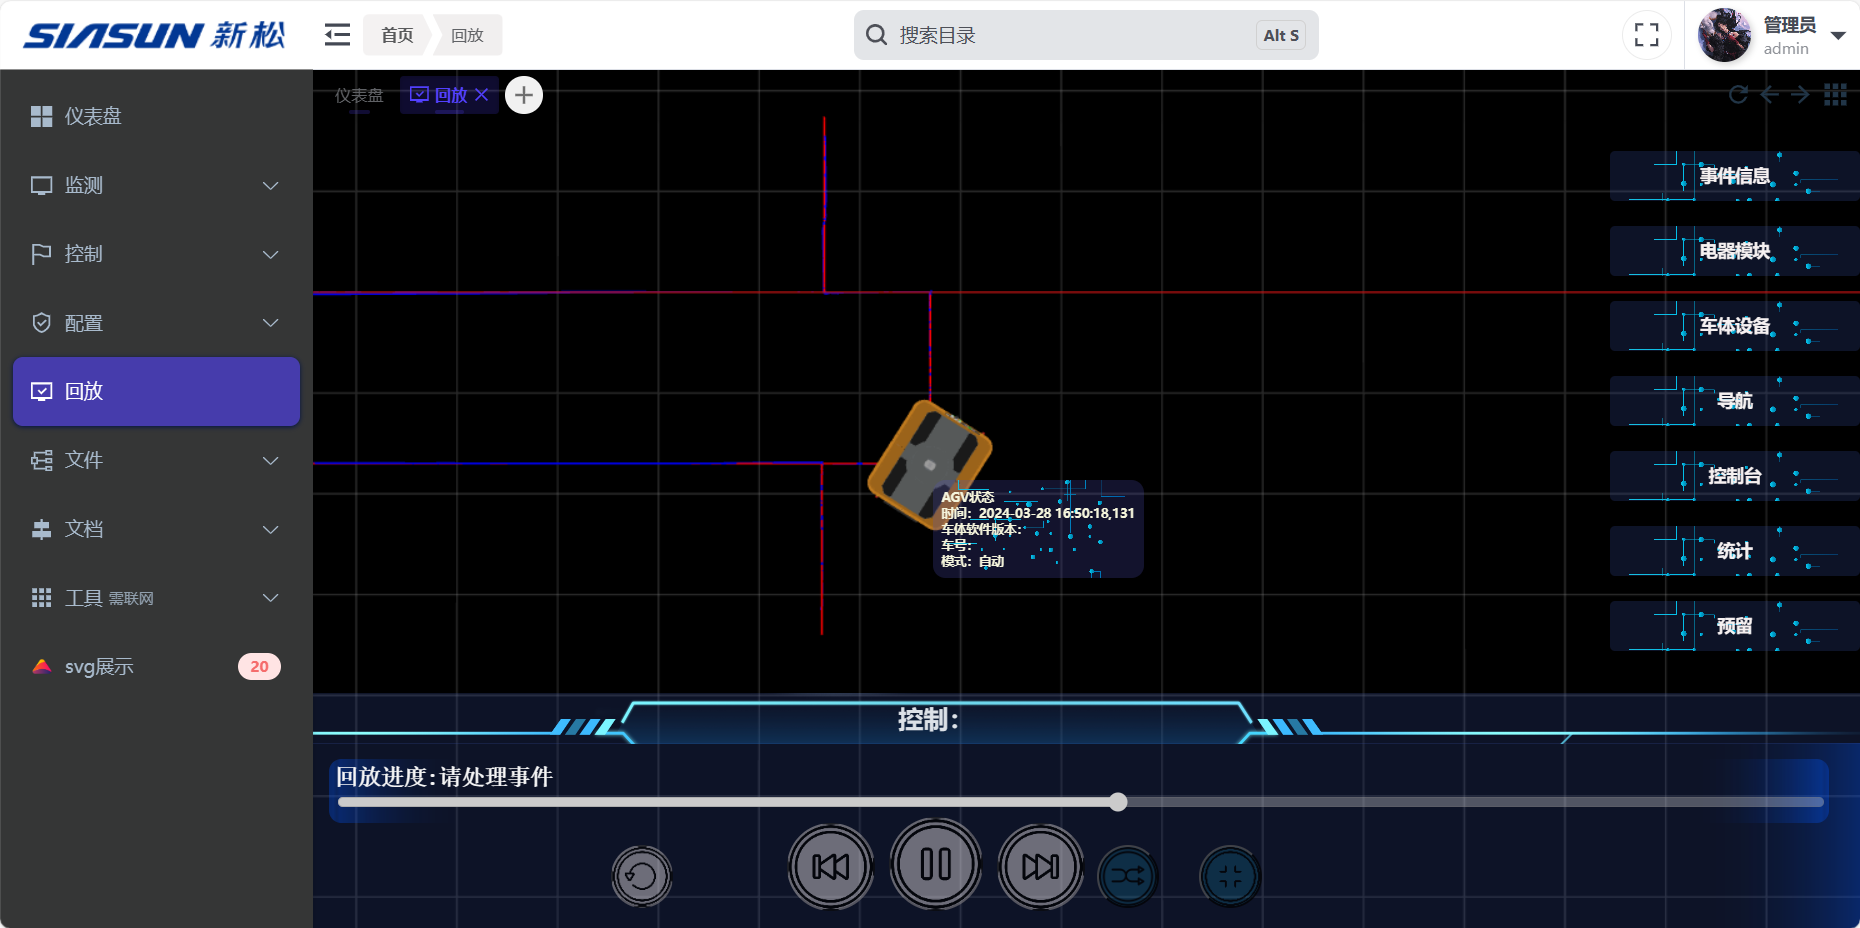 SIASUN 新松
首页
回放
搜索目录
Alt S
管理员
admin
仪表盘
监测
控制
配置
回放
文件
文档
工具 需联网
svg展示
20
仪表盘
回放
事件信息
电器模块
车体设备
导航
控制台
统计
预留
AGV状态
时间：2024-03-28 16:50:18,131
车体软件版本：
车号：
模式：自动
控制：
回放进度:请处理事件